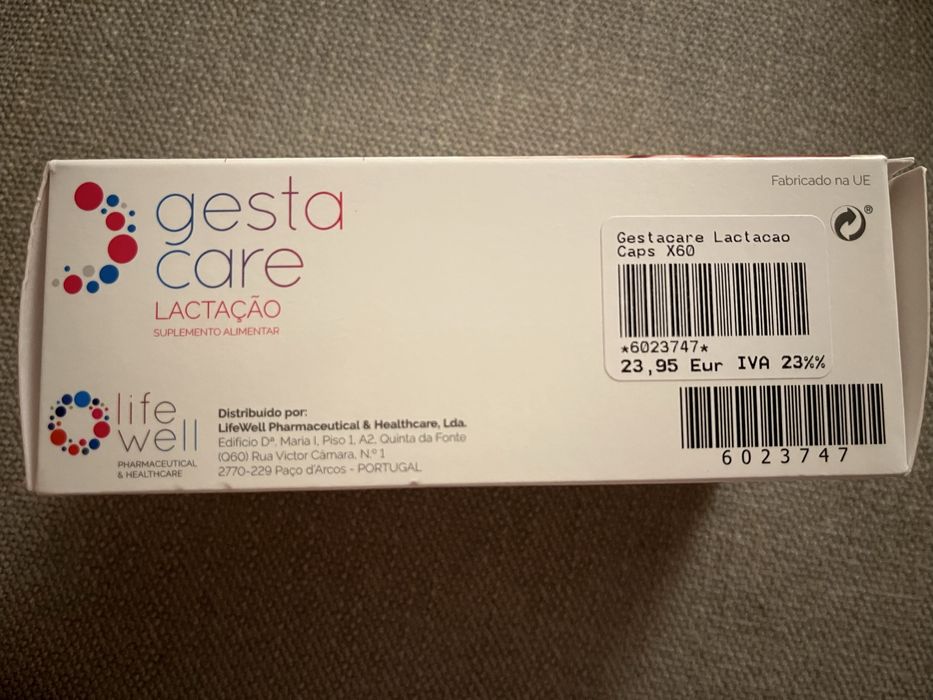 gesta
care
LACTAÇÃO
SUPLEMENTO ALIMENTAR
Fabricado na UE
®
Gestacare Lactacao
Caps X60
*6023747*
23,95 Eur IVA 23%%
6023747
life
well
PHARMACEUTICAL
& HEALTHCARE
Distribuído por:
LifeWell Pharmaceutical & Healthcare, Lda.
Edifício Dª. Maria I, Piso 1, A2, Quinta da Fonte
(Q60) Rua Victor Câmara, N.º 1
2770-229 Paço d'Arcos - PORTUGAL